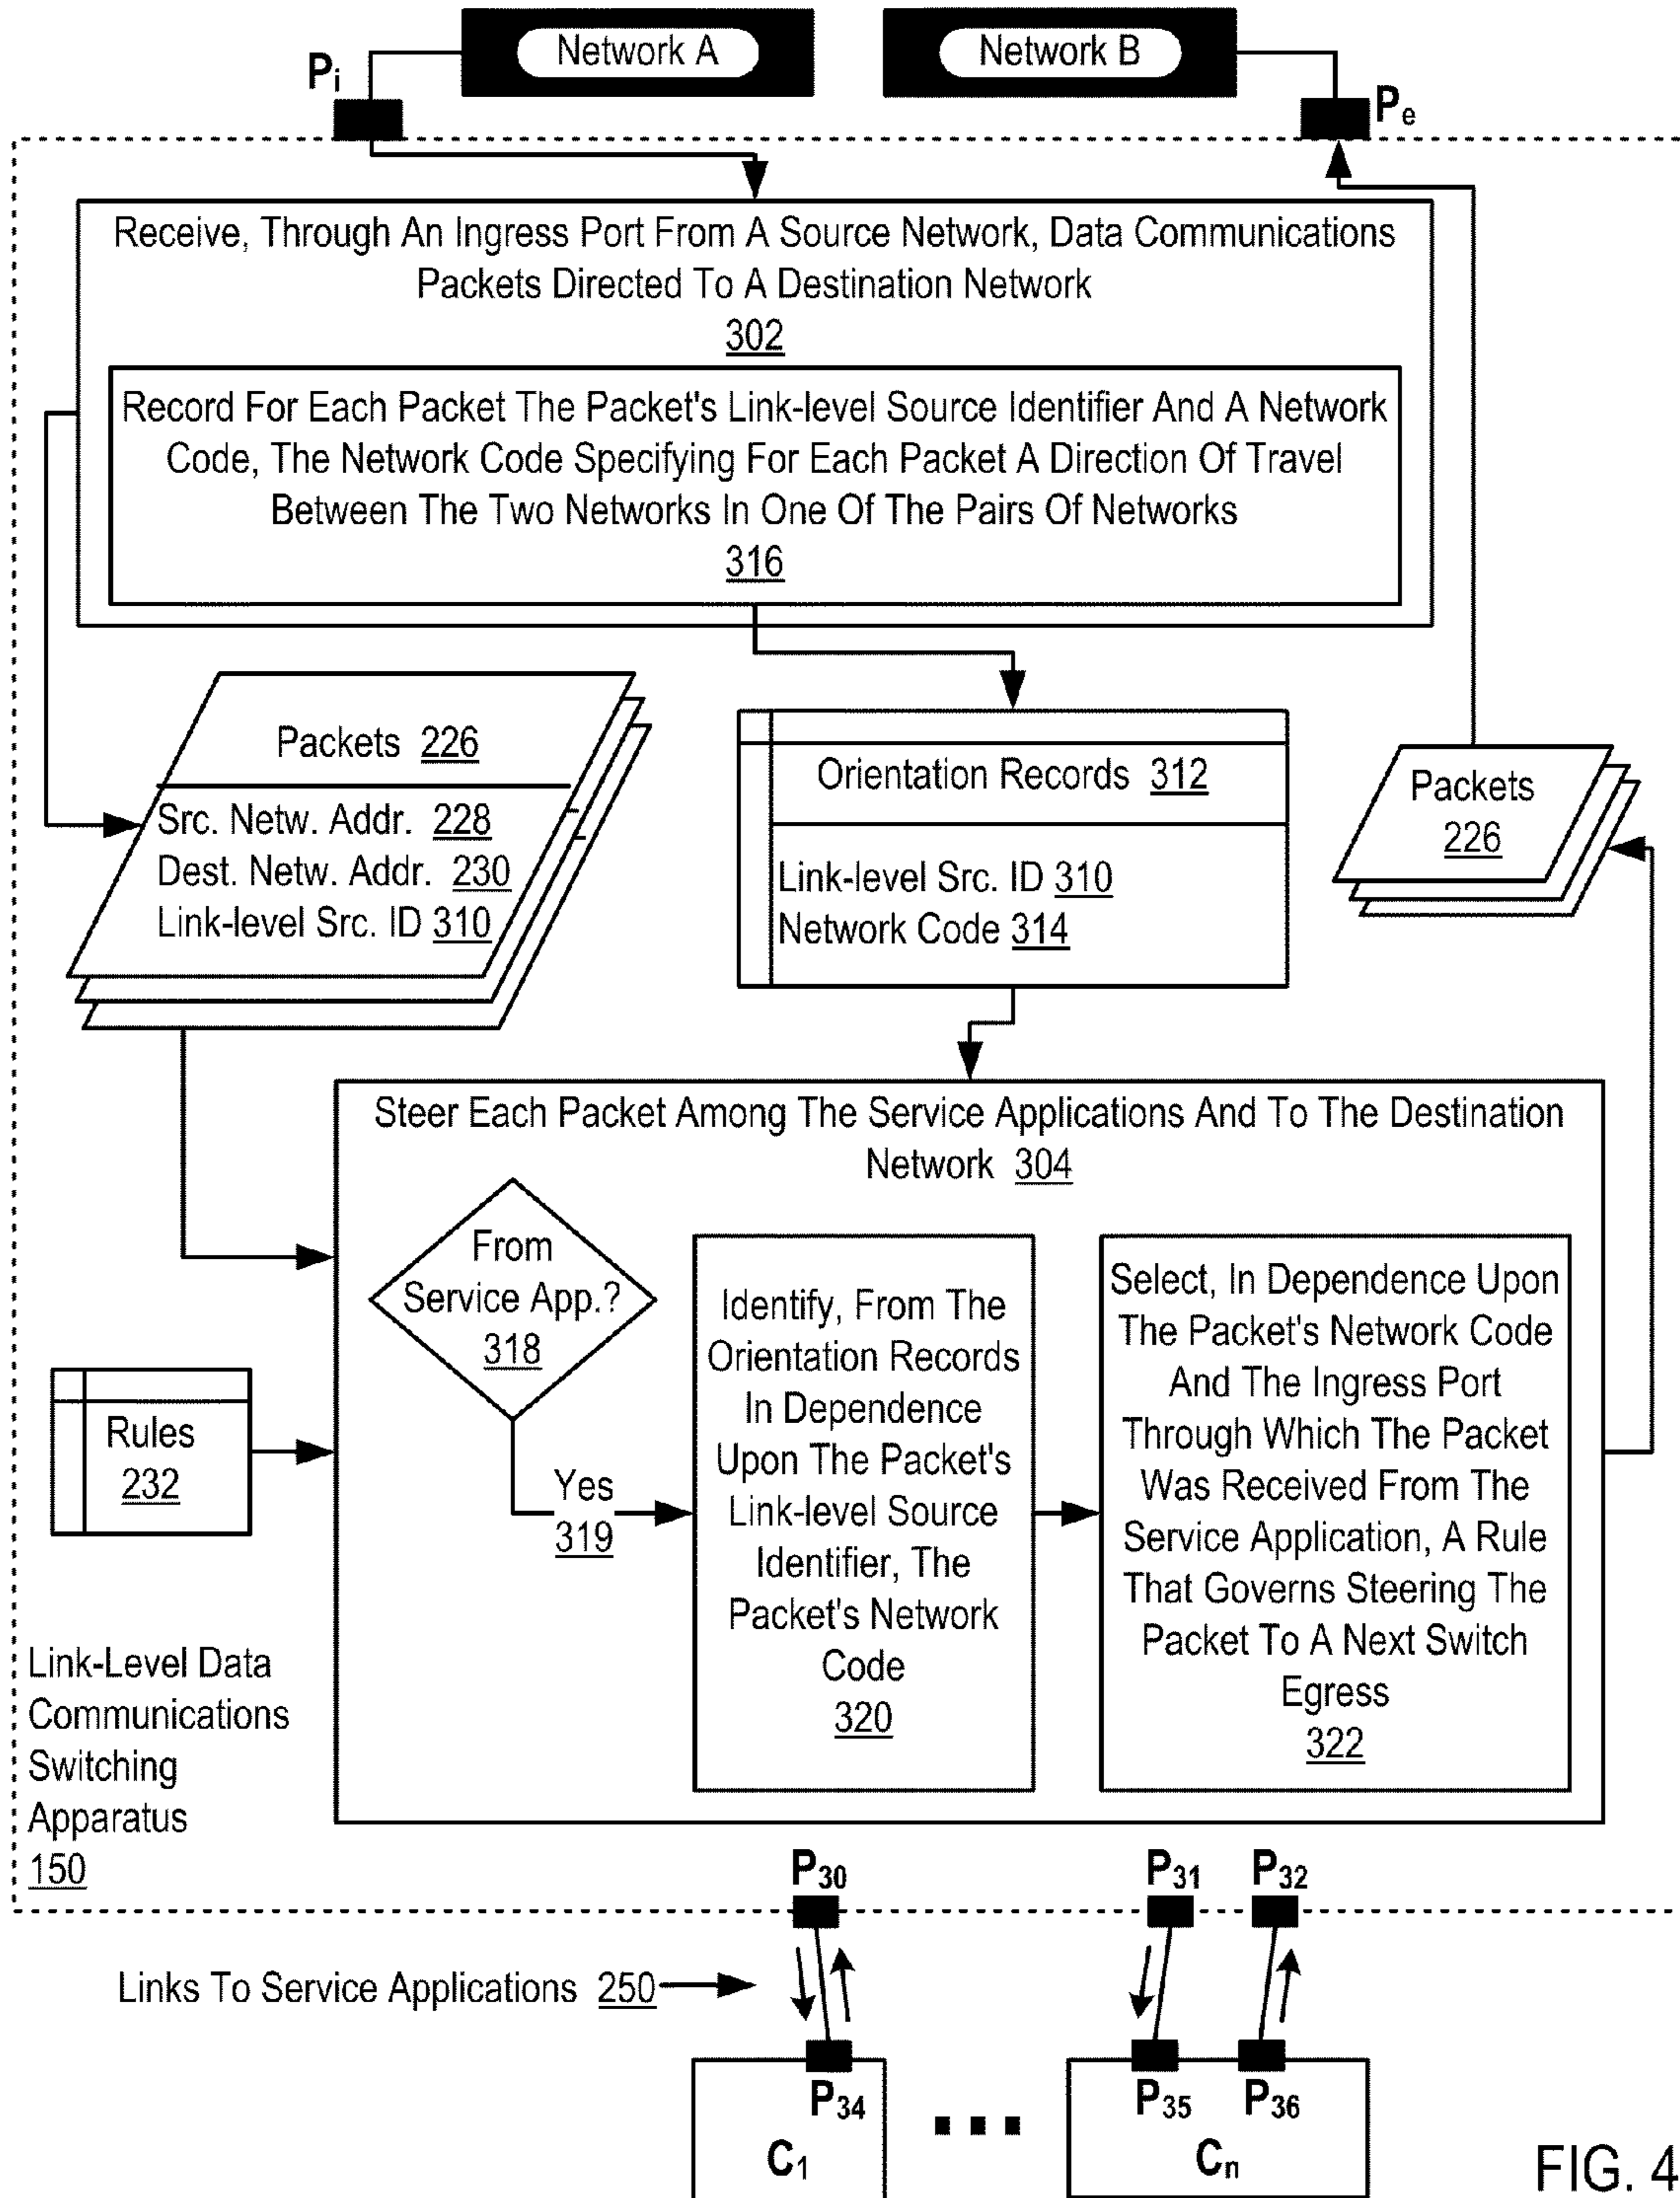 Network A
Network B
Pi
Pe
Receive, Through An Ingress Port From A Source Network, Data Communications
Packets Directed To A Destination Network
302
Record For Each Packet The Packet's Link-level Source Identifier And A Network
Code, The Network Code Specifying For Each Packet A Direction Of Travel
Between The Two Networks In One Of The Pairs Of Networks
316
Packets 226
Src. Netw. Addr. 228
Dest. Netw. Addr. 230
Link-level Src. ID 310
Orientation Records 312
Link-level Src. ID 310
Network Code 314
Packets
226
Steer Each Packet Among The Service Applications And To The Destination
Network 304
From
Service App.?
318
Yes
319
Identify, From The
Orientation Records
In Dependence
Upon The Packet's
Link-level Source
Identifier, The
Packet's Network
Code
320
Select, In Dependence Upon
The Packet's Network Code
And The Ingress Port
Through Which The Packet
Was Received From The
Service Application, A Rule
That Governs Steering The
Packet To A Next Switch
Egress
322
Rules
232
Link-Level Data
Communications
Switching
Apparatus
150
P30
P31
P32
Links To Service Applications 250
P34
P35
P36
C1
Cn
FIG. 4